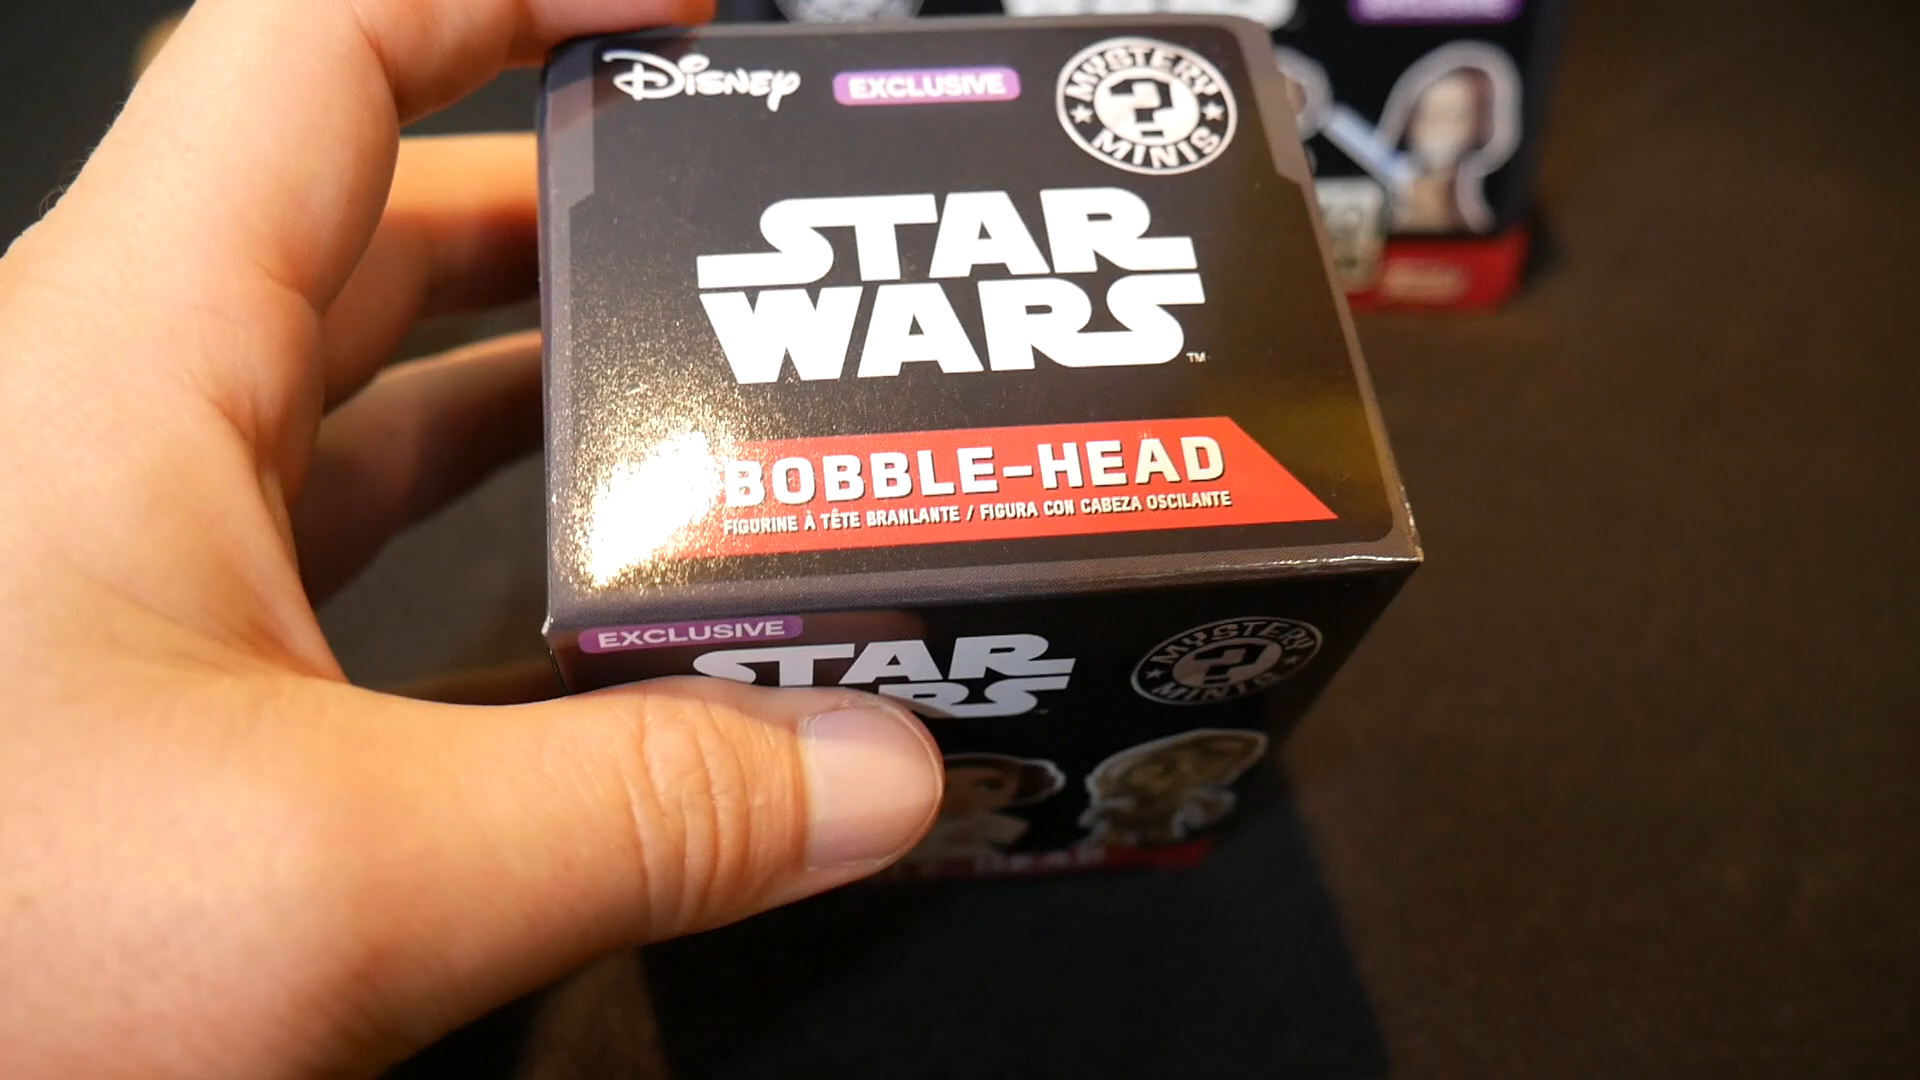 Disney
EXCLUSIVE
MYSTERY
?
MINIS
STAR
WARS
TM
BOBBLE-HEAD
FIGURINE À TÊTE BRANLANTE / FIGURA CON CABEZA OSCILANTE
EXCLUSIVE
STAR
MYSTERY
?
MINIS